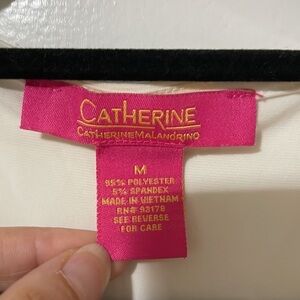 CATHERINE
CATHERINEMALANDRINO
M
95% POLYESTER
5% SPANDEX
MADE IN VIETNAM
RN# 93178
SEE REVERSE
FOR CARE